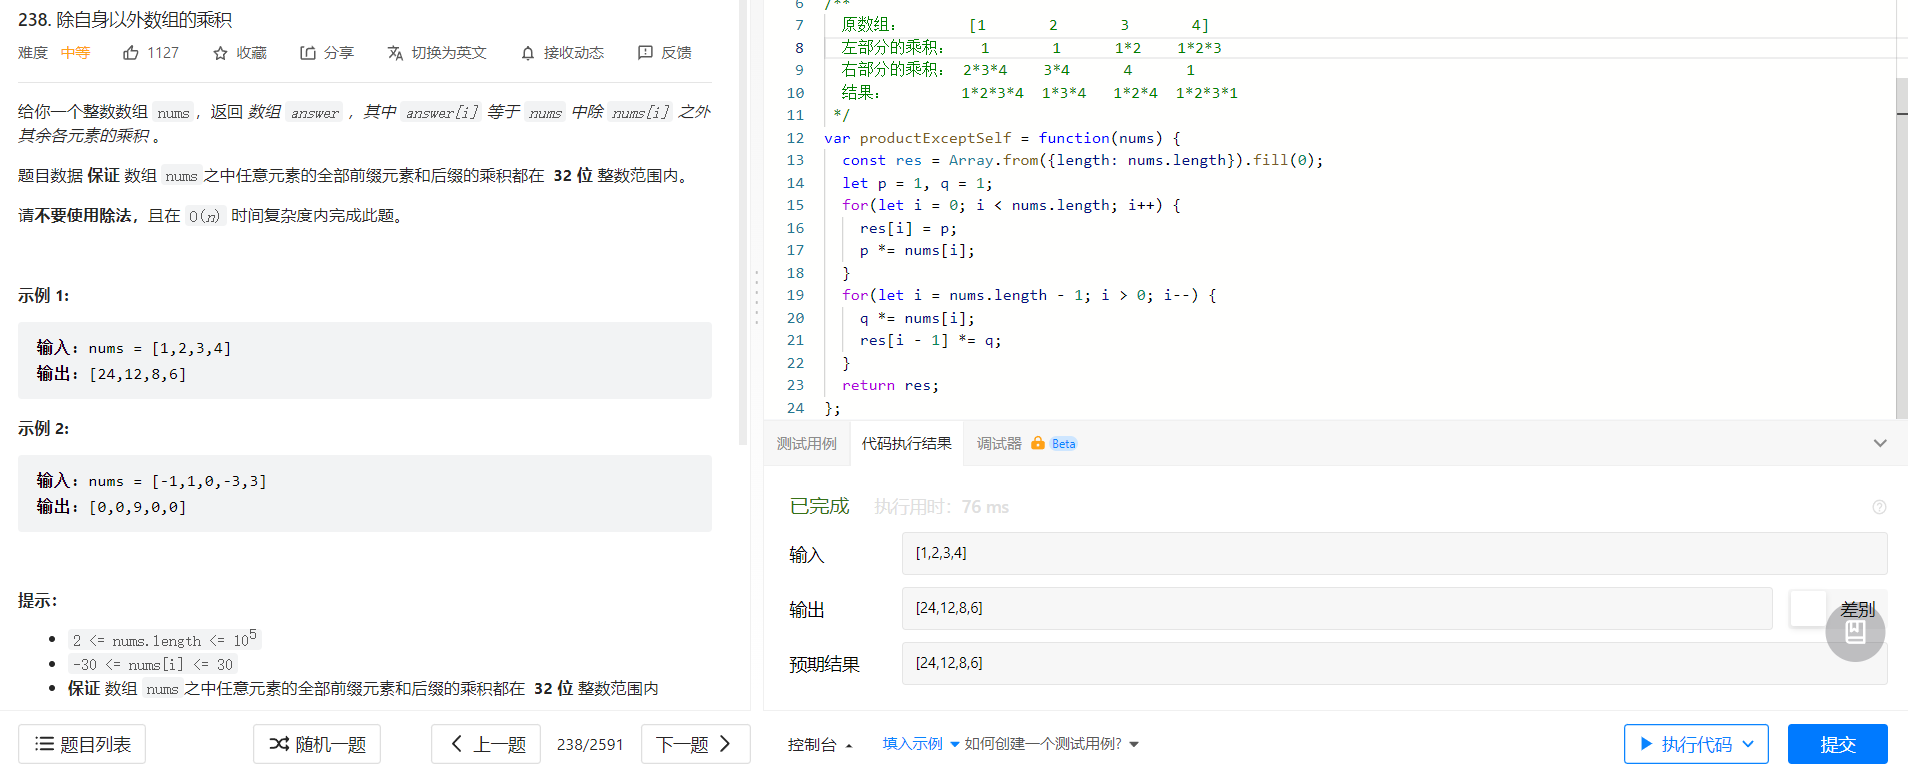 238. 除自身以外数组的乘积
难度 中等 1127 收藏 分享 切换为英文 接收动态 反馈
给你一个整数数组 nums，返回 数组 answer ，其中 answer[i] 等于 nums 中除 nums[i] 之外
其余各元素的乘积 。
题目数据 保证 数组 nums之中任意元素的全部前缀元素和后缀的乘积都在 32 位 整数范围内。
请不要使用除法，且在 O(n) 时间复杂度内完成此题。
示例 1:
输入: nums = [1,2,3,4]
输出: [24,12,8,6]
示例 2:
输入: nums = [-1,1,0,-3,3]
输出: [0,0,9,0,0]
提示：
2 <= nums.length <= 10^5
-30 <= nums[i] <= 30
保证 数组 nums之中任意元素的全部前缀元素和后缀的乘积都在 32 位 整数范围内
题目列表 随机一题 上一题 238/2591 下一题
6 /**
7 原数组： [1 2 3 4]
8 左部分的乘积： 1 1 1*2 1*2*3
9 右部分的乘积： 2*3*4 3*4 4 1
10 结果： 1*2*3*4 1*3*4 1*2*4 1*2*3*1
11 */
12 var productExceptSelf = function(nums) {
13 const res = Array.from({length: nums.length}).fill(0);
14 let p = 1, q = 1;
15 for(let i = 0; i < nums.length; i++) {
16 res[i] = p;
17 p *= nums[i];
18 }
19 for(let i = nums.length - 1; i > 0; i--) {
20 q *= nums[i];
21 res[i - 1] *= q;
22 }
23 return res;
24 };
测试用例 代码执行结果 调试器 Beta
已完成 执行用时：76 ms
输入 [1,2,3,4]
输出 [24,12,8,6] 差别
预期结果 [24,12,8,6]
控制台 填入示例 如何创建一个测试用例? 执行代码 提交